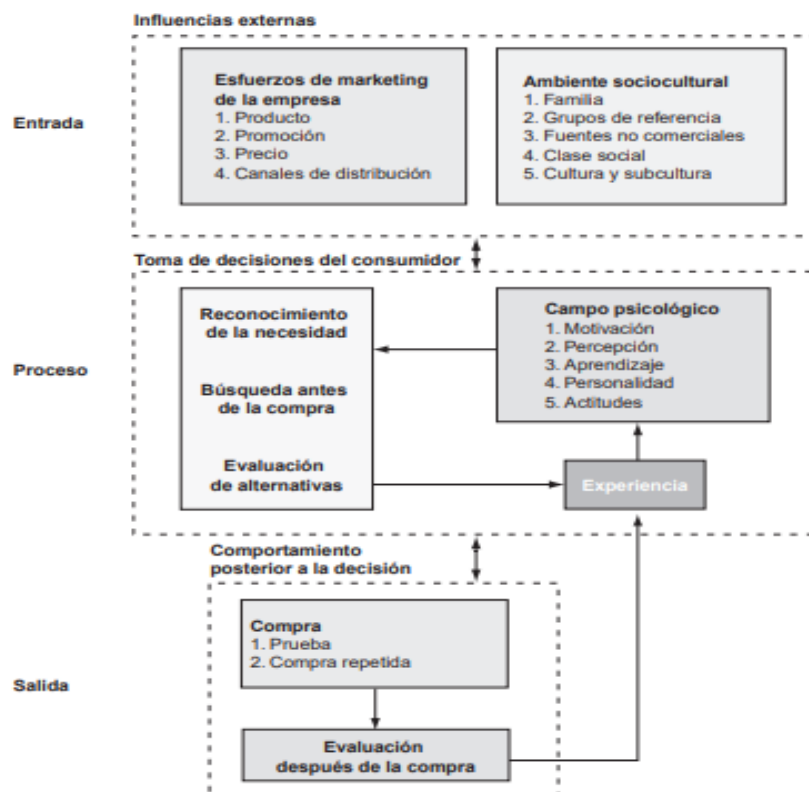 Influencias externas
Entrada
Esfuerzos de marketing
de la empresa
1. Producto
2. Promoción
3. Precio
4. Canales de distribución
Ambiente sociocultural
1. Familia
2. Grupos de referencia
3. Fuentes no comerciales
4. Clase social
5. Cultura y subcultura
Toma de decisiones del consumidor
Proceso
Reconocimiento
de la necesidad
Búsqueda antes
de la compra
Evaluación
de alternativas
Campo psicológico
1. Motivación
2. Percepción
3. Aprendizaje
4. Personalidad
5. Actitudes
Experiencia
Comportamiento
posterior a la decisión
Salida
Compra
1. Prueba
2. Compra repetida
Evaluación
después de la compra